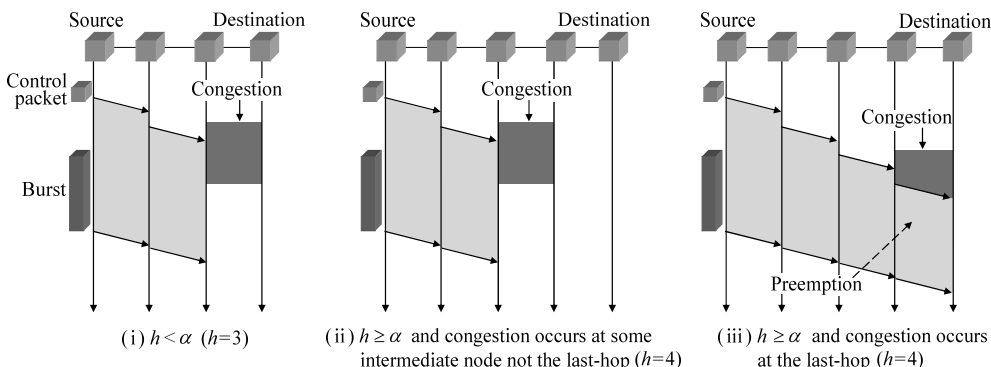 Source
Destination
Control
packet
Congestion
Burst
(i) h < α (h=3)
Source
Congestion
(ii) h ≥ α and congestion occurs at some
intermediate node not the last-hop (h=4)
Source
Destination
Congestion
Preemption
(iii) h ≥ α and congestion occurs
at the last-hop (h=4)